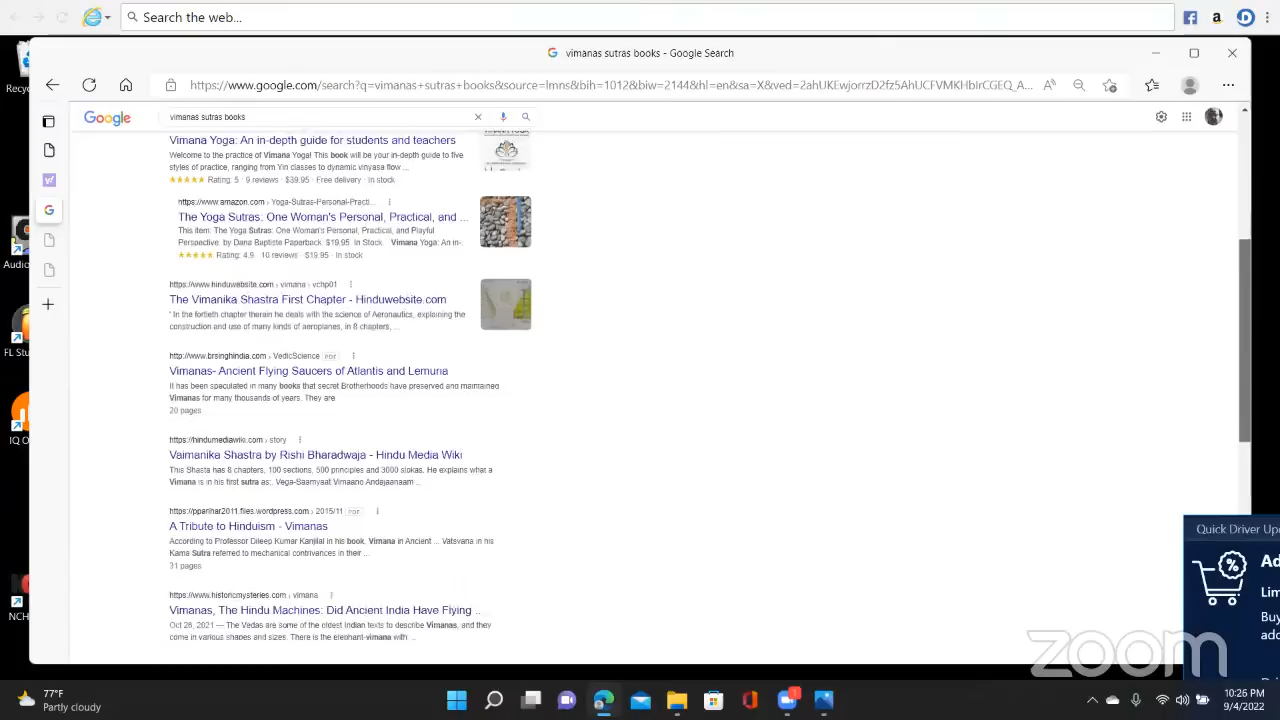 Search the web...
Recyc
vimanas sutras books - Google Search
https://www.google.com/search?q=vimanas+sutras+books&source=lmns&bih=1012&biw=2144&hl=en&sa=X&ved=2ahUKEwjorrzD2fz5AhUCFVMKHbIrCGEQ_A...
Google
vimanas sutras books
Vimana Yoga: An in-depth guide for students and teachers
Welcome to the practice of Vimana Yoga! This book will be your in-depth guide to five
styles of practice, ranging from Yin classes to dynamic vinyasa flow ...
Rating: 5 · 9 reviews · $39.95 · Free delivery · In stock
https://www.amazon.com › Yoga-Sutras-Personal-Practi...
The Yoga Sutras: One Woman's Personal, Practical, and ...
This item: The Yoga Sutras: One Woman's Personal, Practical, and Playful
Perspective. by Dana Baptiste Paperback. $19.95. In Stock. Vimana Yoga: An in-.
Rating: 4.9 · 10 reviews · $19.95 · In stock
https://www.hinduwebsite.com › vimana › vchp01
The Vimanika Shastra First Chapter - Hinduwebsite.com
" In the fortieth chapter therein he deals with the science of Aeronautics, explaining the
construction and use of many kinds of aeroplanes, in 8 chapters, ...
http://www.brsinghindia.com › VedicScience PDF
Vimanas- Ancient Flying Saucers of Atlantis and Lemuria
It has been speculated in many books that secret Brotherhoods have preserved and maintained
Vimanas for many thousands of years. They are
20 pages
https://hindumediawiki.com › story
Vaimanika Shastra by Rishi Bharadwaja - Hindu Media Wiki
This Shasta has 8 chapters, 100 sections, 500 principles and 3000 slokas. He explains what a
Vimana is in his first sutra as:. Vega-Saamyaat Vimaano Andajaanaam ...
https://pparihar2011.files.wordpress.com › 2015/11 PDF
A Tribute to Hinduism - Vimanas
According to Professor Dileep Kumar Kanjilal in his book, Vimana in Ancient ... Vatsvana in his
Kama Sutra referred to mechanical contrivances in their ...
31 pages
https://www.historicmysteries.com › vimana
Vimanas, The Hindu Machines: Did Ancient India Have Flying ...
Oct 26, 2021 — The Vedas are some of the oldest Indian texts to describe Vimanas, and they
come in various shapes and sizes. There is the elephant-vimana with ...
Audio
FL Stu
IQ O
NCH
Quick Driver Up
Ad
Lim
Buy
add
zoom
77°F
Partly cloudy
10:26 PM
9/4/2022